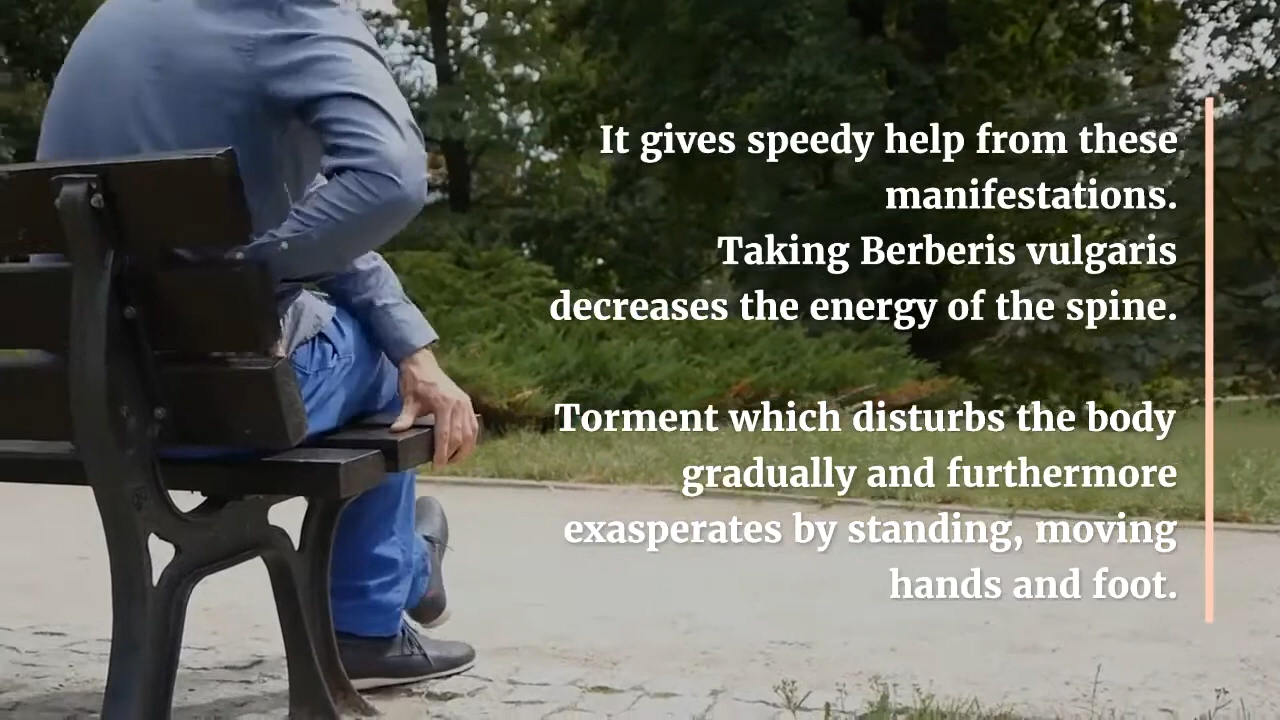 It gives speedy help from these
manifestations.
Taking Berberis vulgaris
decreases the energy of the spine.
Torment which disturbs the body
gradually and furthermore
exasperates by standing, moving
hands and foot.